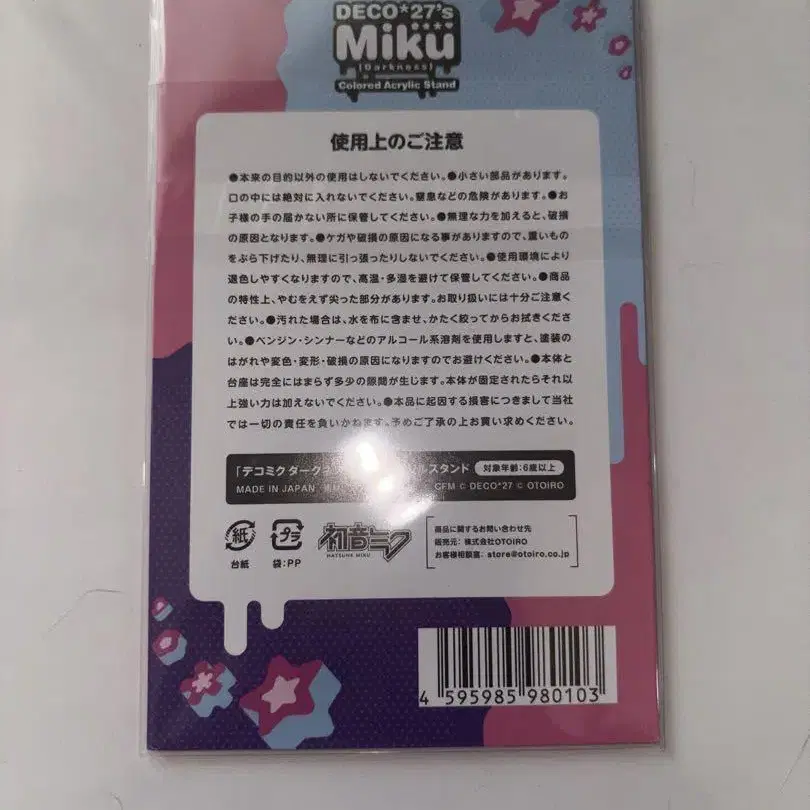 DECO*27's
Miku
(Darkness)
Colored Acrylic Stand
使用上のご注意
●本来の目的以外の使用はしないでください。●小さい部品があります。
口の中には絶対に入れないでください。窒息などの危険があります。●お
子様の手の届かない所に保管してください。●無理な力を加えると、破損
の原因となります。●ケガや破損の原因になる事がありますので、重いもの
をぶら下げたり、無理に引っ張ったりしないでください。●使用環境により
退色しやすくなりますので、高温・多湿を避けて保管してください。●商品
の特性上、やむをえず尖った部分があります。お取り扱いには十分ご注意く
ださい。●汚れた場合は、水を布に含ませ、かたく絞ってからお拭きくださ
い。●ベンジン・シンナーなどのアルコール系溶剤を使用しますと、塗装の
はがれや変色・変形・破損の原因になりますのでお避けください。●本体と
台座は完全にはまらず多少の隙間が生じます。本体が固定されたらそれ以
上強い力は加えないでください。●本品に起因する損害につきまして当社
では一切の責任を負いかねます。予めご了承の上お買い求めください。
「デコミク ダーク ルスタンド 対象年齢:6歳以上
MADE IN JAPAN CFM © DECO*27 © OTOIRO
紙 プラ 初音ミク
HATSUNE MIKU
台紙 袋:PP
商品に関するお問い合わせ先
販売元: 株式会社OTOIRO
お客様相談窓: store@otoiro.co.jp
4 595985 980103